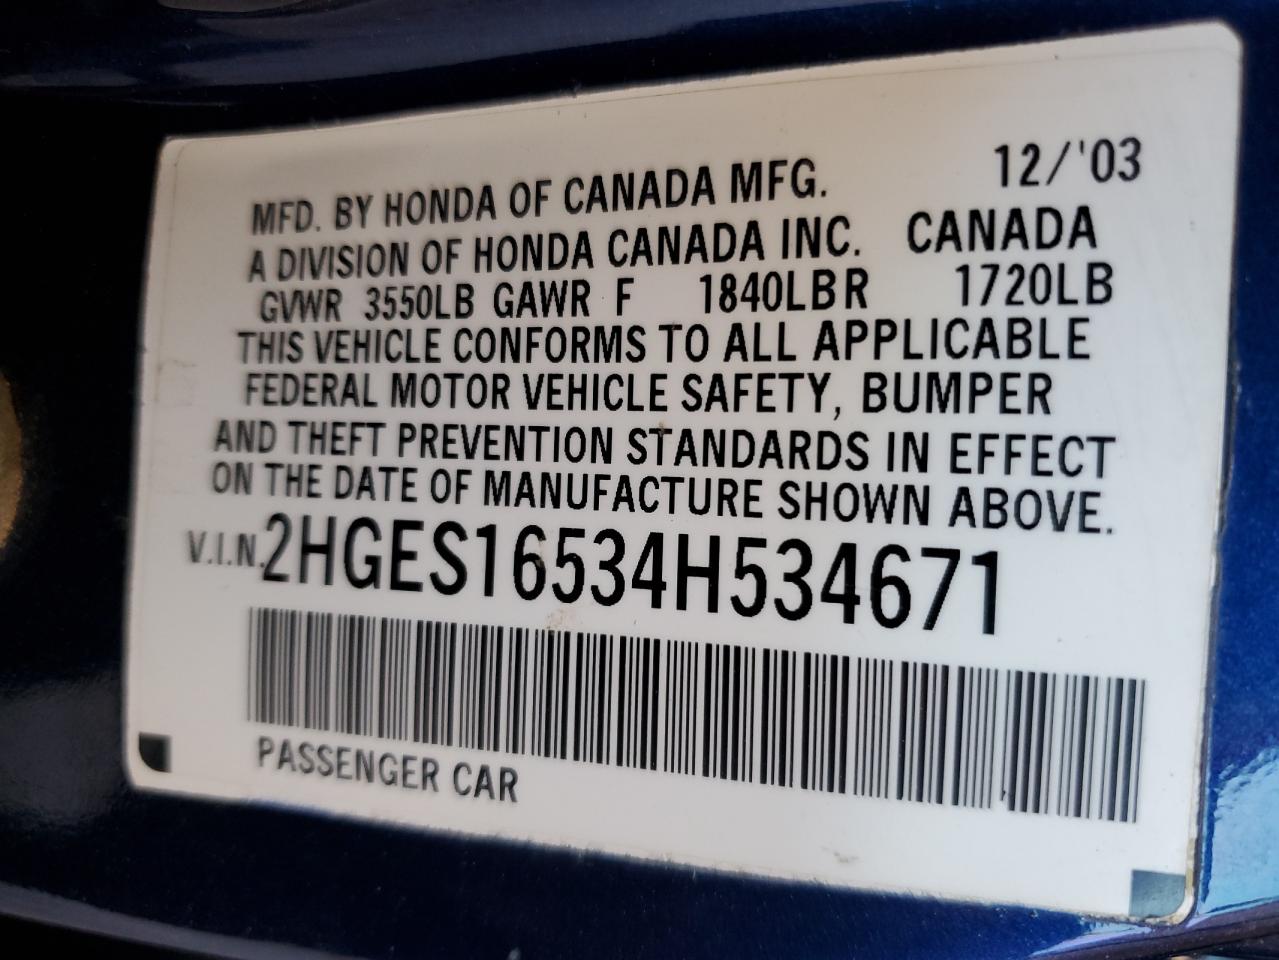 MFD. BY HONDA OF CANADA MFG. 12/'03
A DIVISION OF HONDA CANADA INC. CANADA
GVWR 3550LB GAWR F 1840LBR 1720LB
THIS VEHICLE CONFORMS TO ALL APPLICABLE
FEDERAL MOTOR VEHICLE SAFETY, BUMPER
AND THEFT PREVENTION STANDARDS IN EFFECT
ON THE DATE OF MANUFACTURE SHOWN ABOVE.
V.I.N. 2HGES16534H534671
PASSENGER CAR